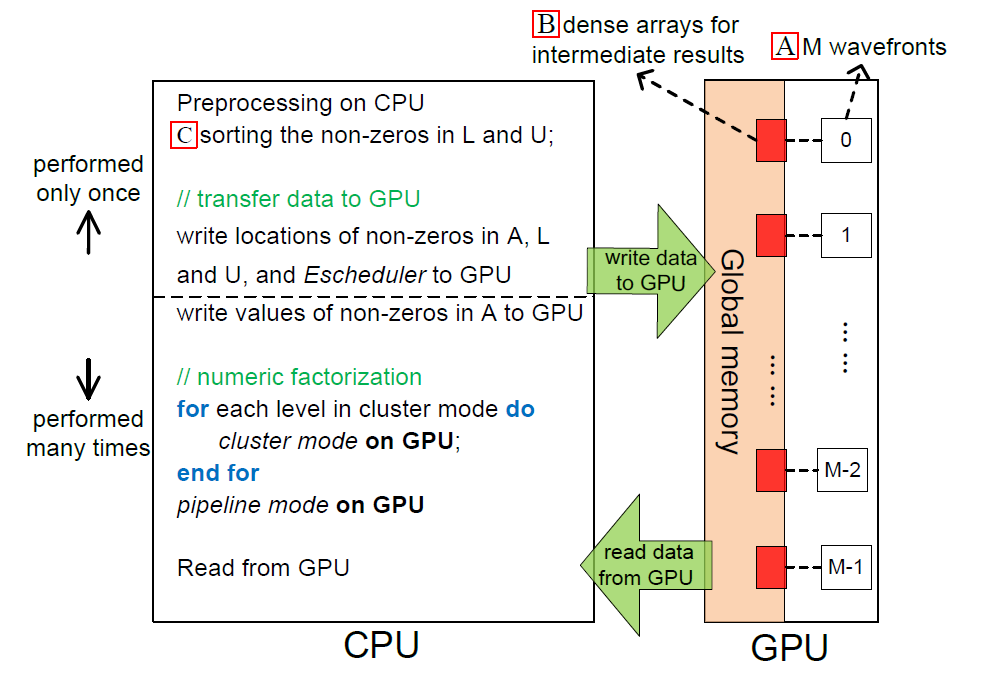 B dense arrays for
intermediate results
A M wavefronts
Preprocessing on CPU
C sorting the non-zeros in L and U;
performed
only once
// transfer data to GPU
write locations of non-zeros in A, L
and U, and Escheduler to GPU
write values of non-zeros in A to GPU
// numeric factorization
for each level in cluster mode do
cluster mode on GPU;
end for
pipeline mode on GPU
Read from GPU
performed
many times
CPU
write data
to GPU
read data
from GPU
Global memory
... ...
0
1
... ...
M-2
M-1
GPU